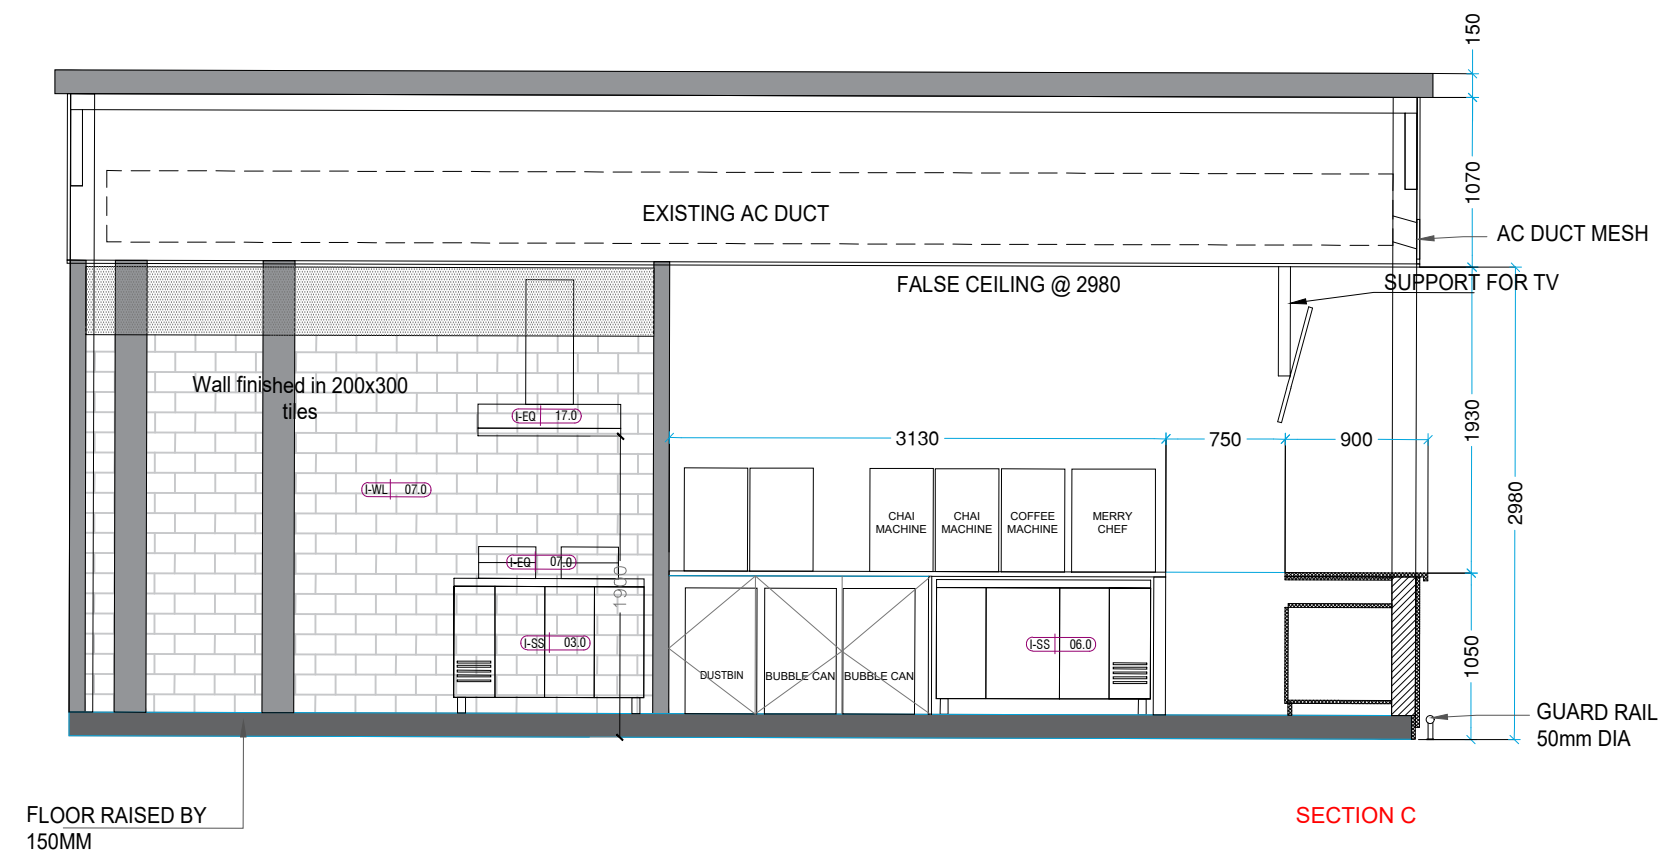 150
1070
EXISTING AC DUCT
AC DUCT MESH
FALSE CEILING @ 2980
SUPPORT FOR TV
Wall finished in 200x300
tiles
I-EQ 17.0
3130
750
900
1930
2980
I-WL 07.0
CHAI
MACHINE
CHAI
MACHINE
COFFEE
MACHINE
MERRY
CHEF
I-EQ 07.0
1900
I-SS 03.0
I-SS 06.0
DUSTBIN
BUBBLE CAN
BUBBLE CAN
1050
GUARD RAIL
50mm DIA
FLOOR RAISED BY
150MM
SECTION C